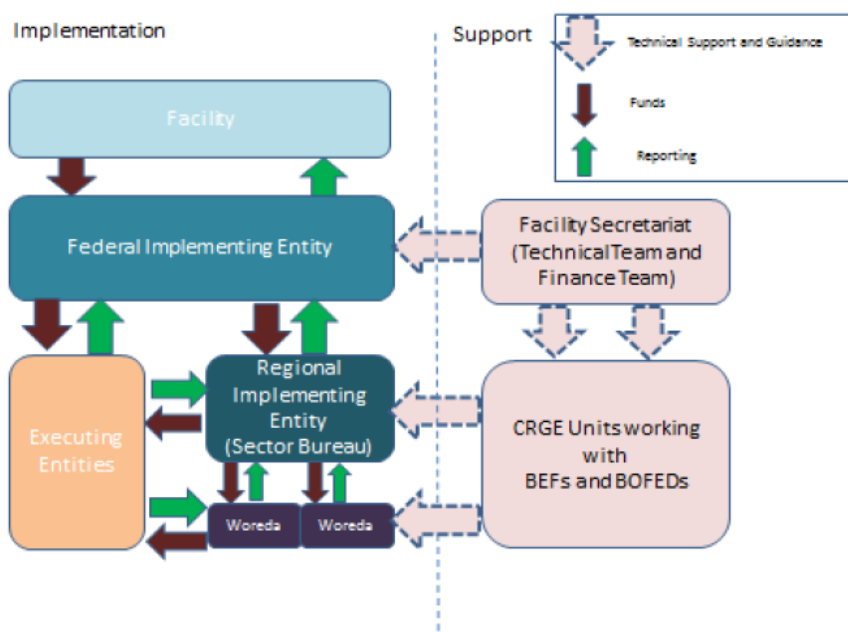 Implementation
Support
Technical Support and Guidance
Funds
Reporting
Facility
Federal Implementing Entity
Facility Secretariat
(Technical Team and
Finance Team)
Executing
Entities
Regional
Implementing
Entity
(Sector Bureau)
Woreda
Woreda
CRGE Units working
with
BEFs and BOFEDs